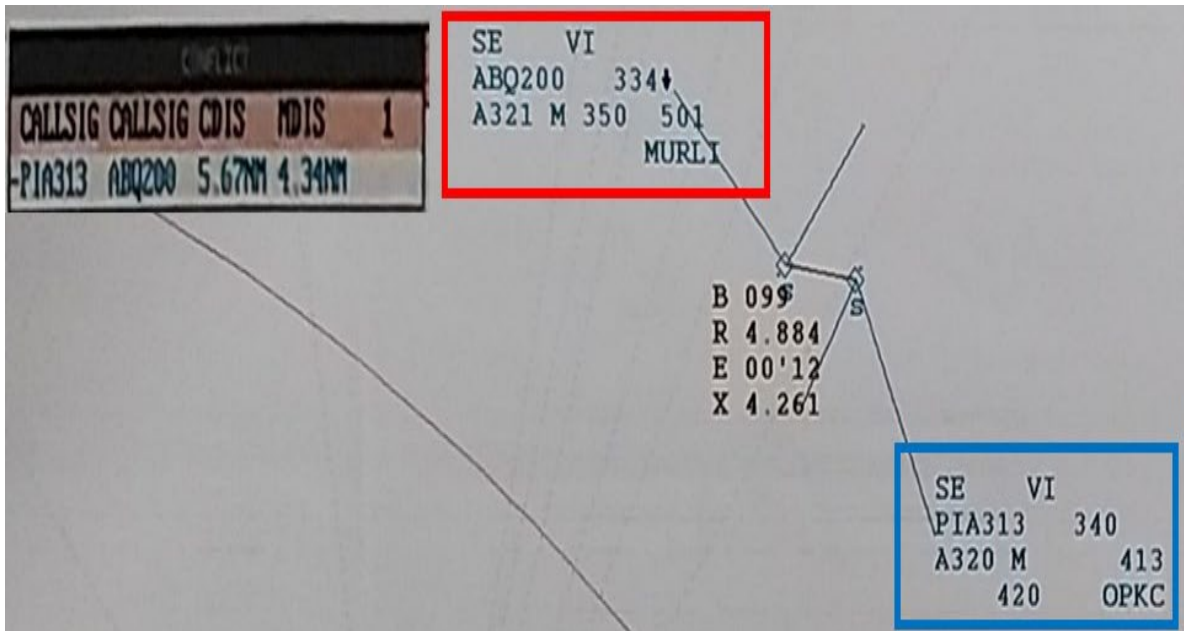 CONFLICT
CALLSIG CALLSIG CDIS MDIS 1
-PIA313 ABQ200 5.67NM 4.34NM
SE VI
ABQ200 334↓
A321 M 350 501
MURLI
B 099
R 4.884
E 00'12
X 4.261
S
S
SE VI
PIA313 340
A320 M 413
420 OPKC